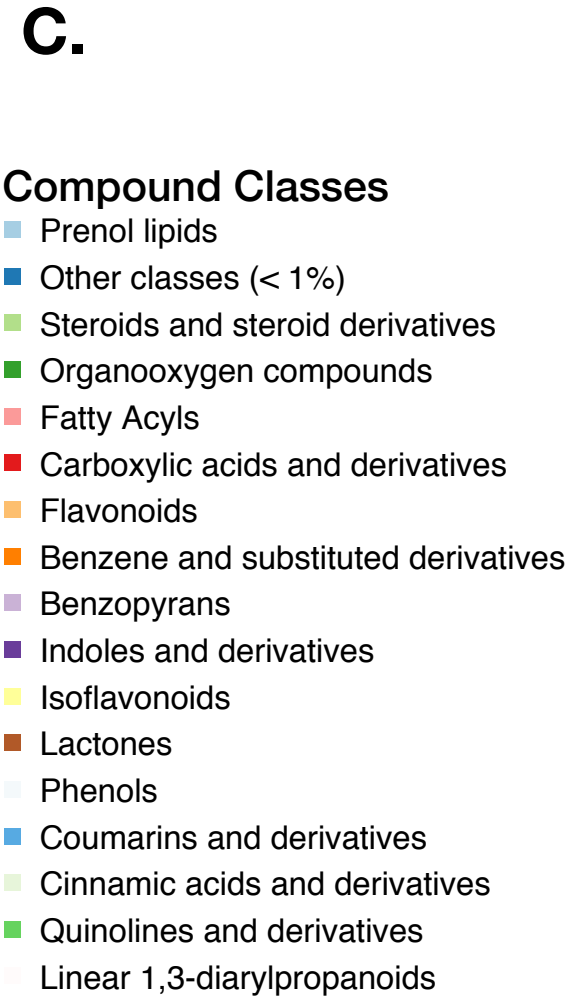 C.
Compound Classes
Prenol lipids
Other classes (< 1%)
Steroids and steroid derivatives
Organooxygen compounds
Fatty Acyls
Carboxylic acids and derivatives
Flavonoids
Benzene and substituted derivatives
Benzopyrans
Indoles and derivatives
Isoflavonoids
Lactones
Phenols
Coumarins and derivatives
Cinnamic acids and derivatives
Quinolines and derivatives
Linear 1,3-diarylpropanoids